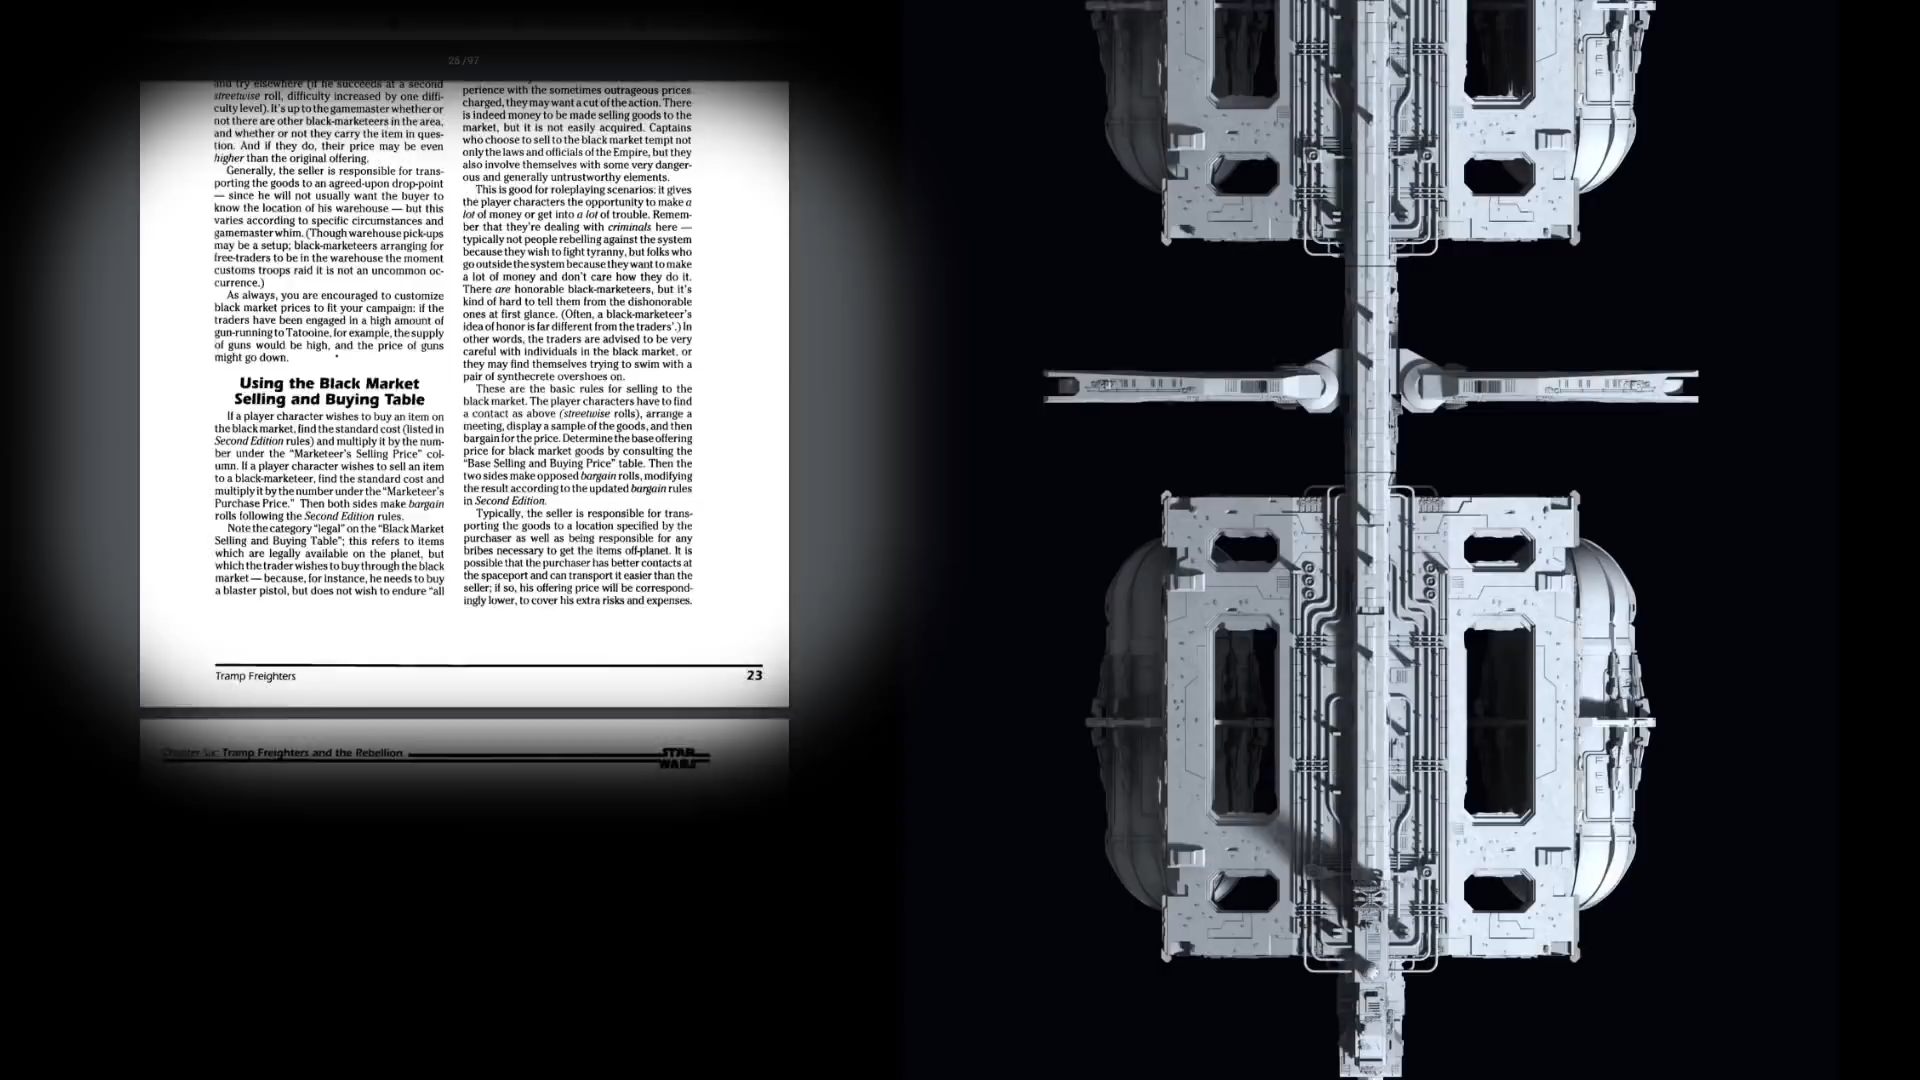 26/97
and try elsewhere (if he succeeds at a second
streetwise roll, difficulty increased by one diffi-
culty level). It's up to the gamemaster whether or
not there are other black-marketeers in the area,
and whether or not they carry the item in ques-
tion. And if they do, their price may be even
higher than the original offering.
Generally, the seller is responsible for trans-
porting the goods to an agreed-upon drop-point
— since he will not usually want the buyer to
know the location of his warehouse — but this
varies according to specific circumstances and
gamemaster whim. (Though warehouse pick-ups
may be a setup; black-marketeers arranging for
free-traders to be in the warehouse the moment
customs troops raid it is not an uncommon oc-
currence.)
As always, you are encouraged to customize
black market prices to fit your campaign: if the
traders have been engaged in a high amount of
gun-running to Tatooine, for example, the supply
of guns would be high, and the price of guns
might go down.
Using the Black Market
Selling and Buying Table
If a player character wishes to buy an item on
the black market, find the standard cost (listed in
Second Edition rules) and multiply it by the num-
ber under the "Marketeer's Selling Price" col-
umn. If a player character wishes to sell an item
to a black-marketeer, find the standard cost and
multiply it by the number under the "Marketeer's
Purchase Price." Then both sides make bargain
rolls following the Second Edition rules.
Note the category "legal" on the "Black Market
Selling and Buying Table"; this refers to items
which are legally available on the planet, but
which the trader wishes to buy through the black
market — because, for instance, he needs to buy
a blaster pistol, but does not wish to endure "all
perience with the sometimes outrageous prices
charged, they may want a cut of the action. There
is indeed money to be made selling goods to the
market, but it is not easily acquired. Captains
who choose to sell to the black market tempt not
only the laws and officials of the Empire, but they
also involve themselves with some very danger-
ous and generally untrustworthy elements.
This is good for roleplaying scenarios: it gives
the player characters the opportunity to make a
lot of money or get into a lot of trouble. Remem-
ber that they're dealing with criminals here —
typically not people rebelling against the system
because they wish to fight tyranny, but folks who
go outside the system because they want to make
a lot of money and don't care how they do it.
There are honorable black-marketeers, but it's
kind of hard to tell them from the dishonorable
ones at first glance. (Often, a black-marketeer's
idea of honor is far different from the traders'.) In
other words, the traders are advised to be very
careful with individuals in the black market, or
they may find themselves trying to swim with a
pair of synthecrete overshoes on.
These are the basic rules for selling to the
black market. The player characters have to find
a contact as above (streetwise rolls), arrange a
meeting, display a sample of the goods, and then
bargain for the price. Determine the base offering
price for black market goods by consulting the
"Base Selling and Buying Price" table. Then the
two sides make opposed bargain rolls, modifying
the result according to the updated bargain rules
in Second Edition.
Typically, the seller is responsible for trans-
porting the goods to a location specified by the
purchaser as well as being responsible for any
bribes necessary to get the items off-planet. It is
possible that the purchaser has better contacts at
the spaceport and can transport it easier than the
seller; if so, his offering price will be correspond-
ingly lower, to cover his extra risks and expenses.
Tramp Freighters 23
Chapter Six: Tramp Freighters and the Rebellion
STAR
WARS